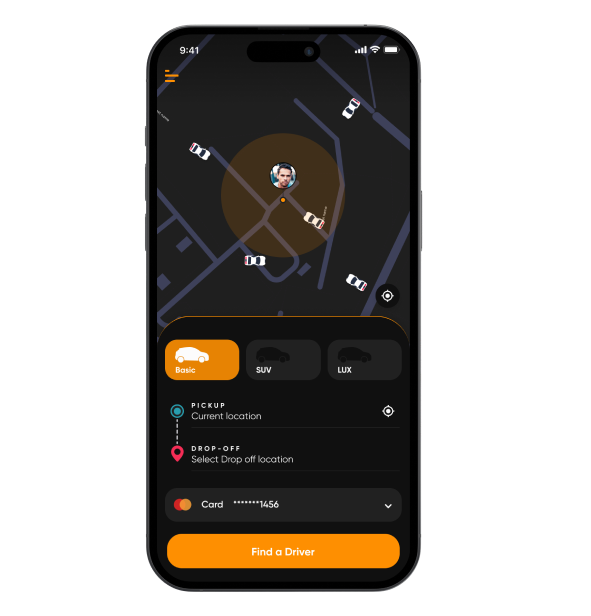 9:41
Basic
SUV
LUX
PICKUP
Current location
DROP-OFF
Select Drop off location
Card *******1456
Find a Driver